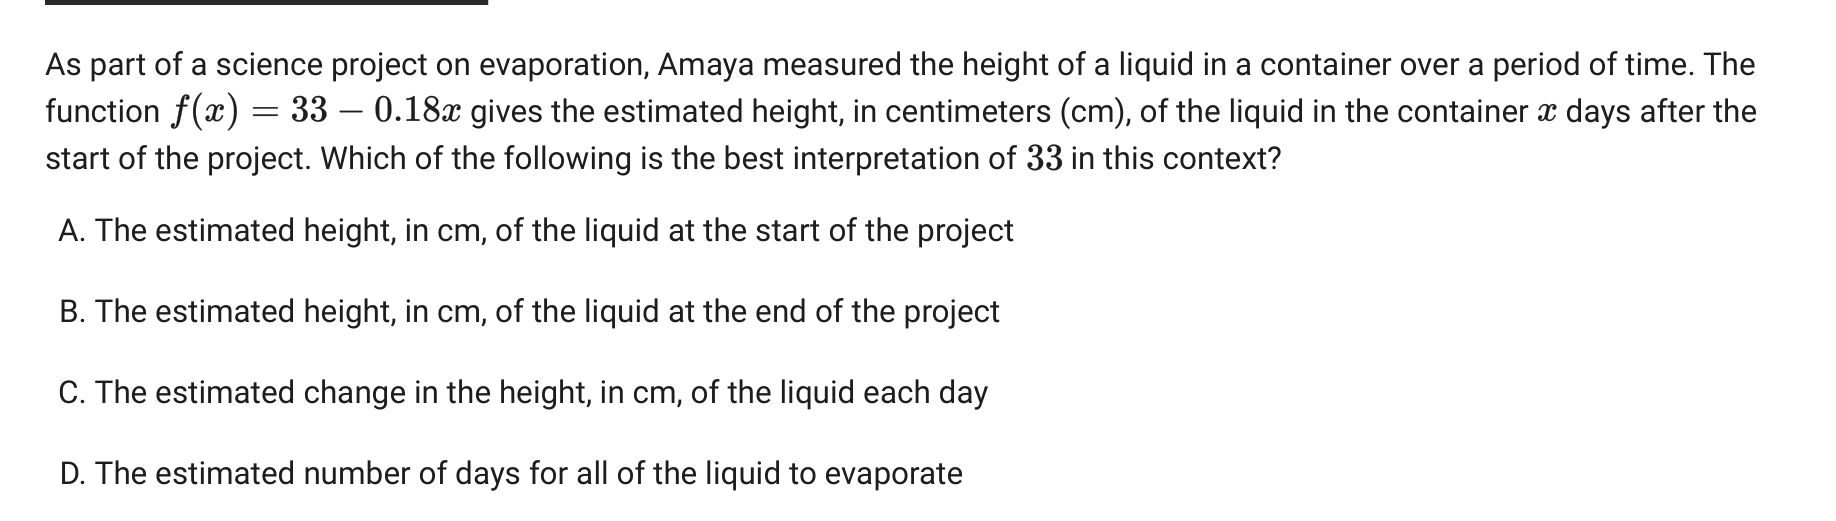 As part of a science project on evaporation, Amaya measured the height of a liquid in a container over a period of time. The
function f(x) = 33 − 0.18x gives the estimated height, in centimeters (cm), of the liquid in the container x days after the
start of the project. Which of the following is the best interpretation of 33 in this context?
A. The estimated height, in cm, of the liquid at the start of the project
B. The estimated height, in cm, of the liquid at the end of the project
C. The estimated change in the height, in cm, of the liquid each day
D. The estimated number of days for all of the liquid to evaporate